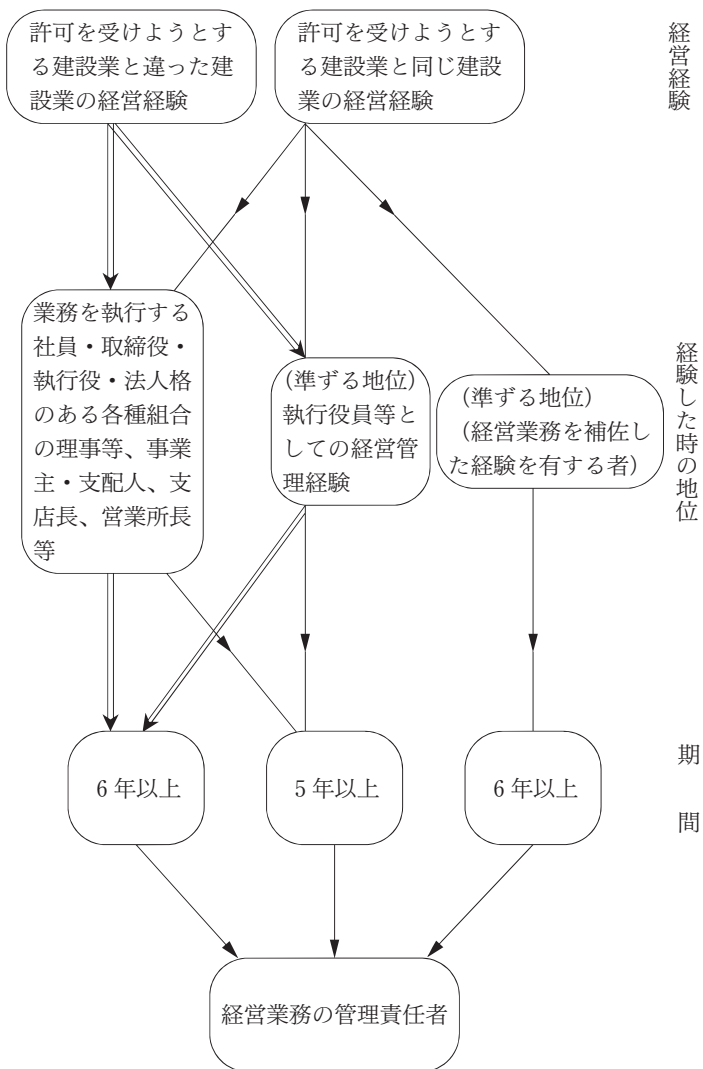 許可を受けようとす
る建設業と違った建
設業の経営経験
許可を受けようとす
る建設業と同じ建設
業の経営経験
経営経験
業務を執行する
社員・取締役・
執行役・法人格
のある各種組合
の理事等、事業
主・支配人、支
店長、営業所長
等
(準ずる地位)
執行役員等と
しての経営管
理経験
(準ずる地位)
(経営業務を補佐し
た経験を有する者)
経験した時の地位
6 年以上
5 年以上
6 年以上
期間
経営業務の管理責任者